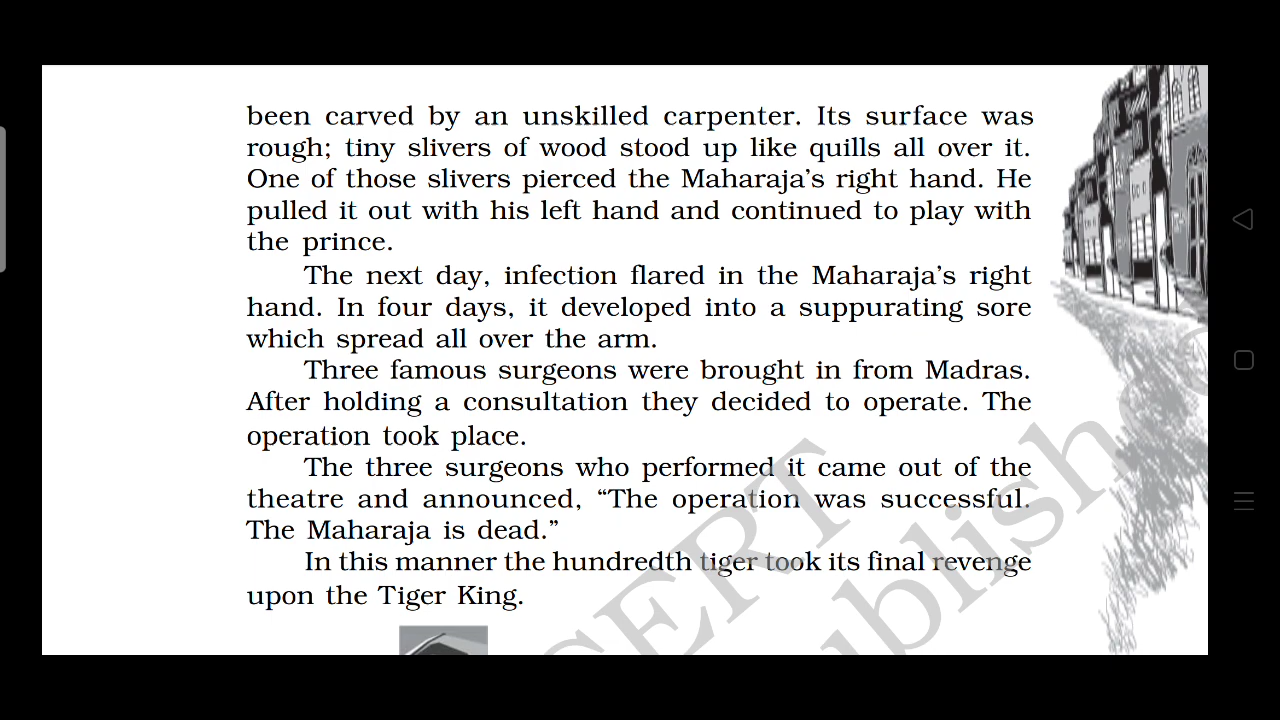 been carved by an unskilled carpenter. Its surface was
rough; tiny slivers of wood stood up like quills all over it.
One of those slivers pierced the Maharaja’s right hand. He
pulled it out with his left hand and continued to play with
the prince.
The next day, infection flared in the Maharaja’s right
hand. In four days, it developed into a suppurating sore
which spread all over the arm.
Three famous surgeons were brought in from Madras.
After holding a consultation they decided to operate. The
operation took place.
The three surgeons who performed it came out of the
theatre and announced, “The operation was successful.
The Maharaja is dead.”
In this manner the hundredth tiger took its final revenge
upon the Tiger King.